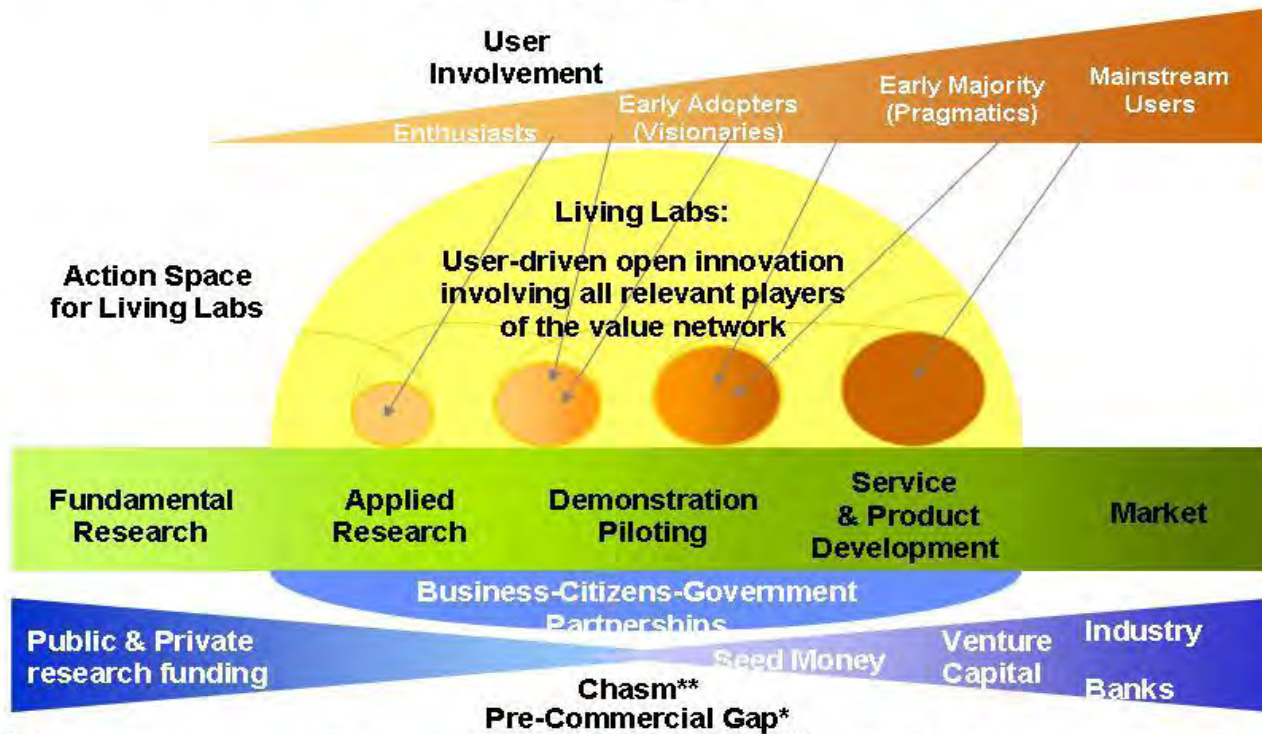 User
Involvement
Enthusiasts
Early Adopters
(Visionaries)
Early Majority
(Pragmatics)
Mainstream
Users
Action Space
for Living Labs
Living Labs:
User-driven open innovation
involving all relevant players
of the value network
Fundamental
Research
Applied
Research
Demonstration
Piloting
Service
& Product
Development
Market
Business-Citizens-Government
Partperships
Public & Private
research funding
Seed Money
Venture
Capital
Industry
Banks
Chasm**
Pre-Commercial Gap*